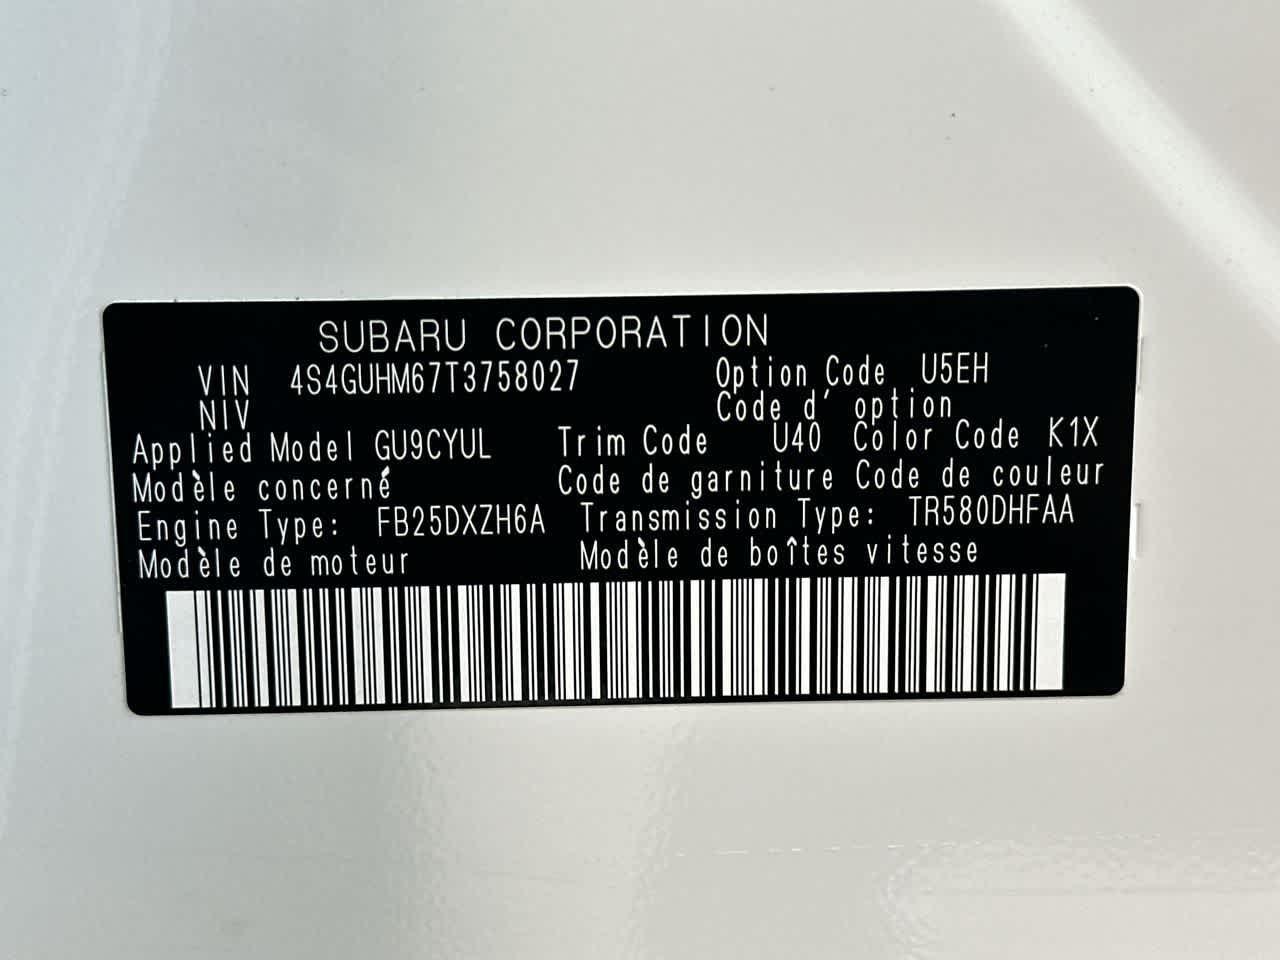 SUBARU CORPORATION
VIN 4S4GUHM67T3758027 Option Code U5EH
NIV Code d' option
Applied Model GU9CYUL Trim Code U40 Color Code K1X
Modèle concerné Code de garniture Code de couleur
Engine Type: FB25DXZH6A Transmission Type: TR580DHFAA
Modèle de moteur Modèle de boîtes vitesse